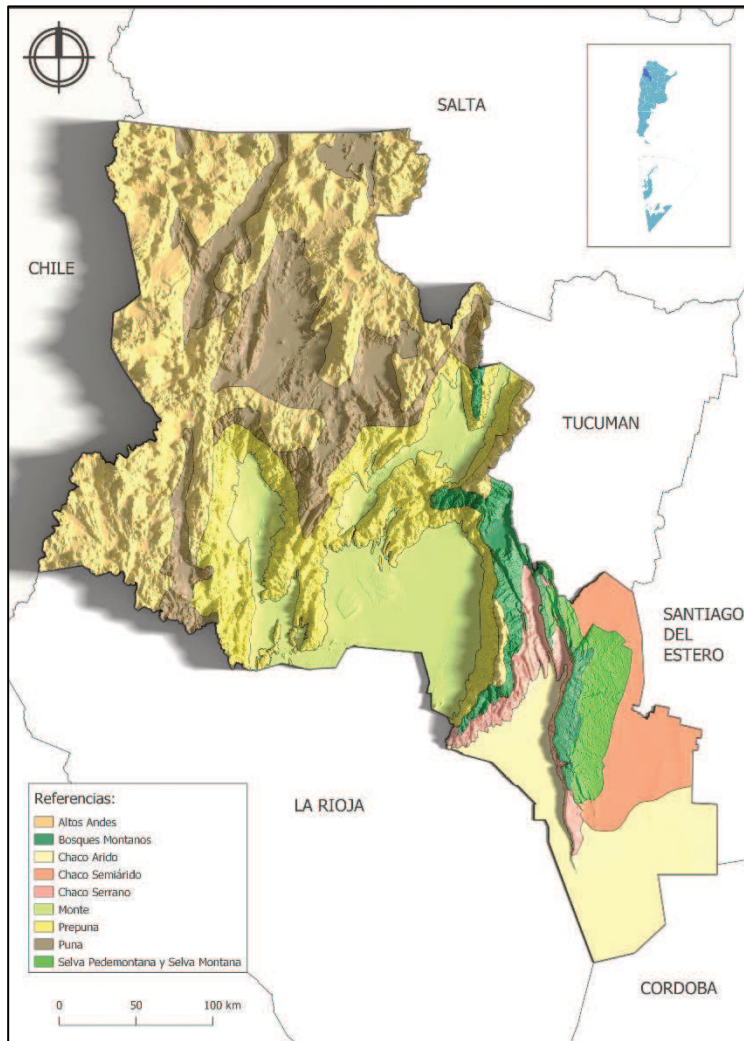 SALTA
CHILE
TUCUMAN
SANTIAGO
DEL
ESTERO
LA RIOJA
Referencias:
Altos Andes
Bosques Montanos
Chaco Arido
Chaco Semiárido
Chaco Serrano
Monte
Prepuna
Puna
Selva Pedemontana y Selva Montana
CORDOBA
0 50 100 km